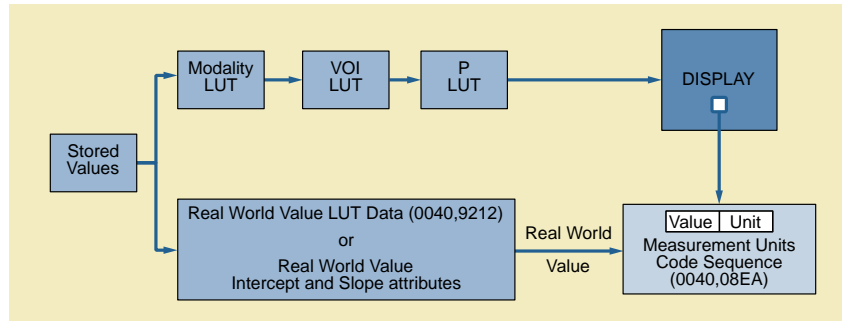 Modality
LUT
VOI
LUT
P
LUT
DISPLAY
Stored
Values
Real World Value LUT Data (0040,9212)
or
Real World Value
Intercept and Slope attributes
Real World
Value
Value Unit
Measurement Units
Code Sequence
(0040,08EA)